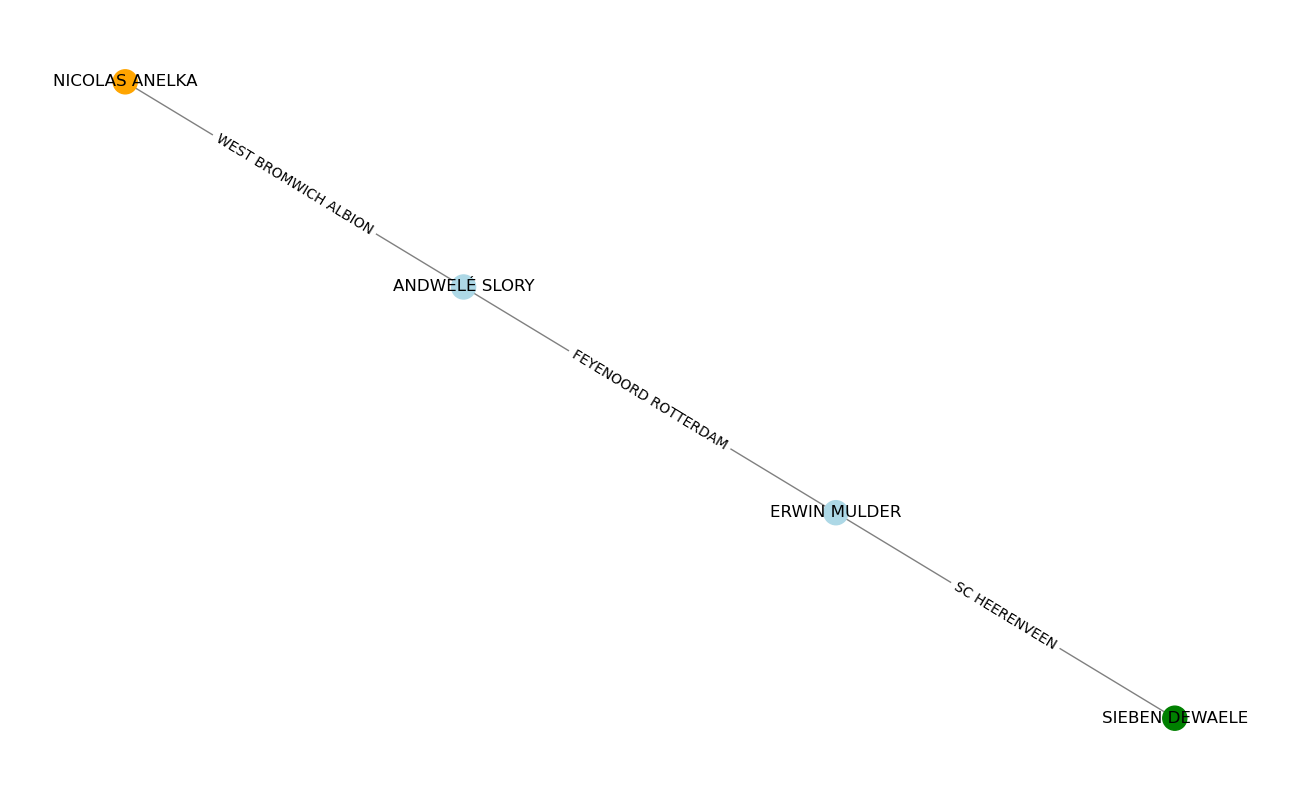 NICOLAS ANELKA
WEST BROMWICH ALBION
ANDWELÉ SLORY
FEYENOORD ROTTERDAM
ERWIN MULDER
SC HEERENVEEN
SIEBEN DEWAELE